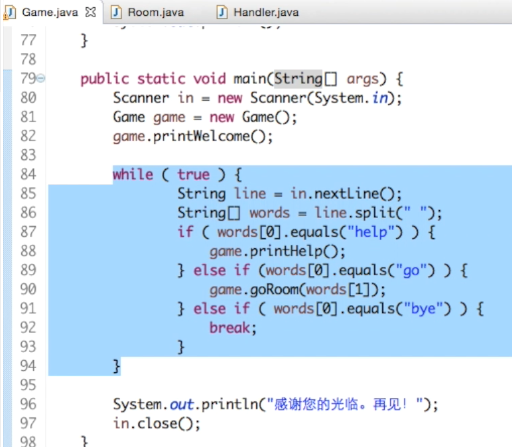 Game.java Room.java Handler.java
77 }
78
79 public static void main(String[] args) {
80 Scanner in = new Scanner(System.in);
81 Game game = new Game();
82 game.printWelcome();
83
84 while ( true ) {
85 String line = in.nextLine();
86 String[] words = line.split(" ");
87 if ( words[0].equals("help") ) {
88 game.printHelp();
89 } else if (words[0].equals("go") ) {
90 game.goRoom(words[1]);
91 } else if ( words[0].equals("bye") ) {
92 break;
93 }
94 }
95
96 System.out.println("感谢您的光临。再见！");
97 in.close();
98 }